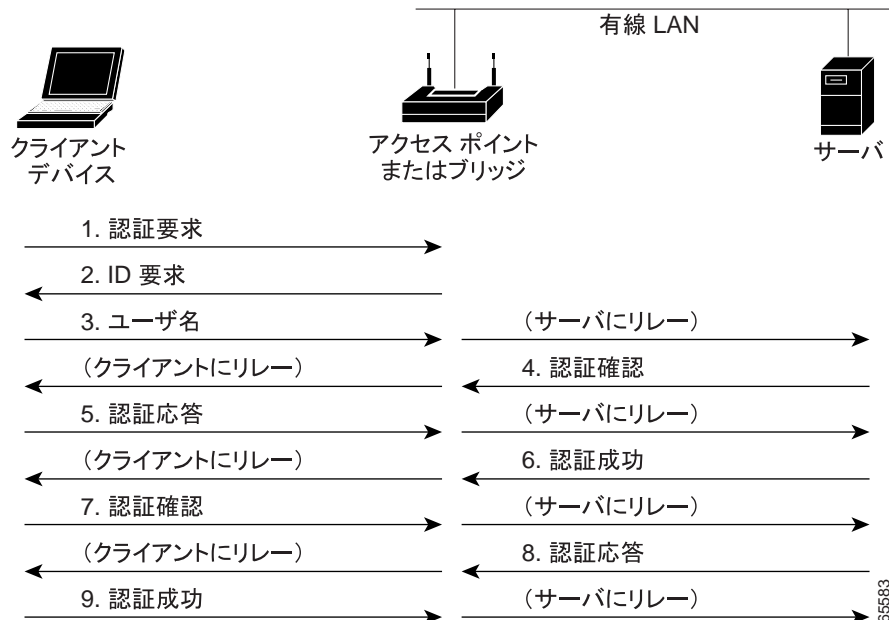 有線 LAN
クライアント
デバイス
アクセス ポイント
またはブリッジ
サーバ
1. 認証要求
2. ID 要求
3. ユーザ名
(サーバにリレー)
(クライアントにリレー)
4. 認証確認
5. 認証応答
(サーバにリレー)
(クライアントにリレー)
6. 認証成功
7. 認証確認
(サーバにリレー)
(クライアントにリレー)
8. 認証応答
9. 認証成功
(サーバにリレー)
65583